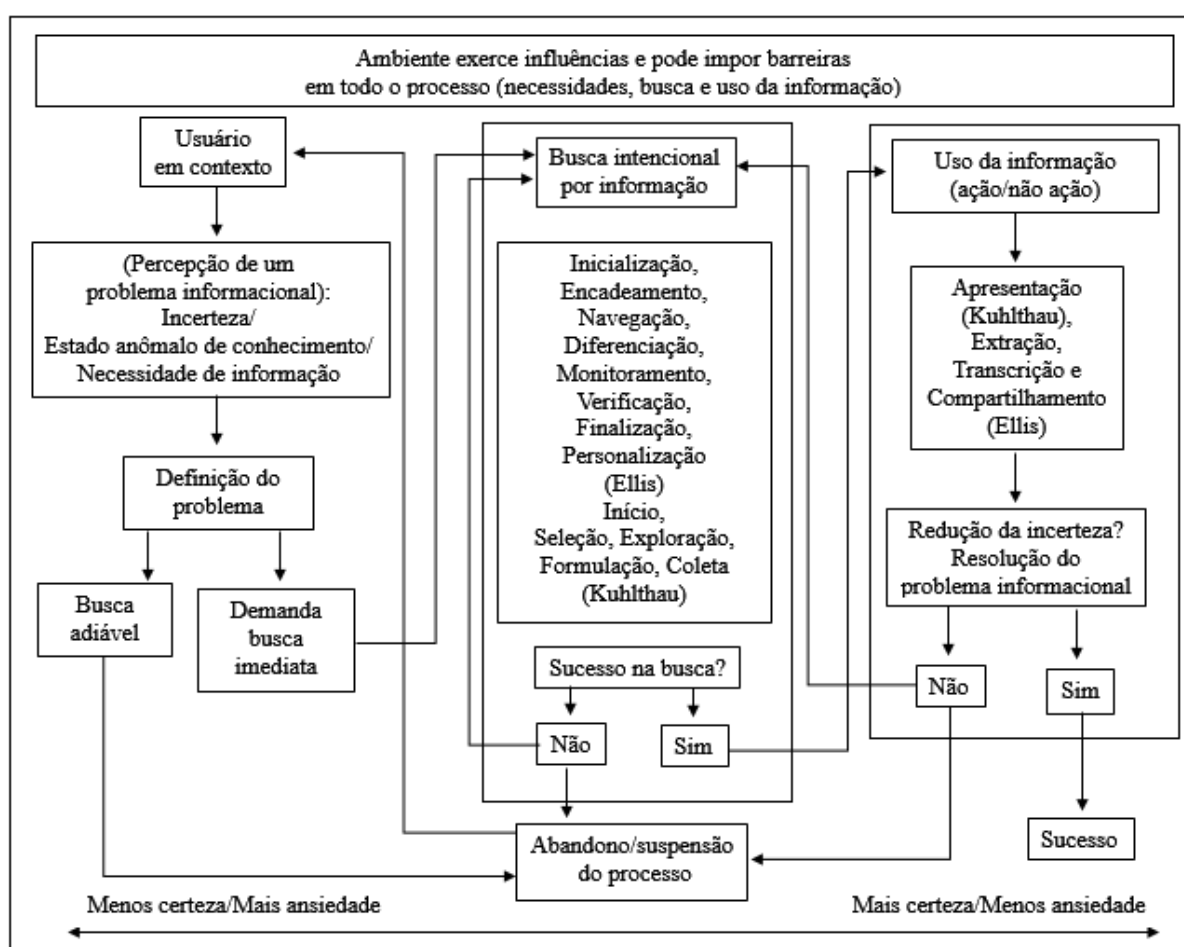 Ambiente exerce influências e pode impor barreiras
em todo o processo (necessidades, busca e uso da informação)
Usuário
em contexto
(Percepção de um
problema informacional):
Incerteza/
Estado anômalo de conhecimento/
Necessidade de informação
Definição do
problema
Busca
adiável
Demanda
busca
imediata
Busca intencional
por informação
Inicialização,
Encadeamento,
Navegação,
Diferenciação,
Monitoramento,
Verificação,
Finalização,
Personalização
(Ellis)
Início,
Seleção, Exploração,
Formulação, Coleta
(Kuhlthau)
Sucesso na busca?
Não
Sim
Abandono/suspensão
do processo
Uso da informação
(ação/não ação)
Apresentação
(Kuhlthau),
Extração,
Transcrição e
Compartilhamento
(Ellis)
Redução da incerteza?
Resolução do
problema informacional
Não
Sim
Sucesso
Menos certeza/Mais ansiedade
Mais certeza/Menos ansiedade